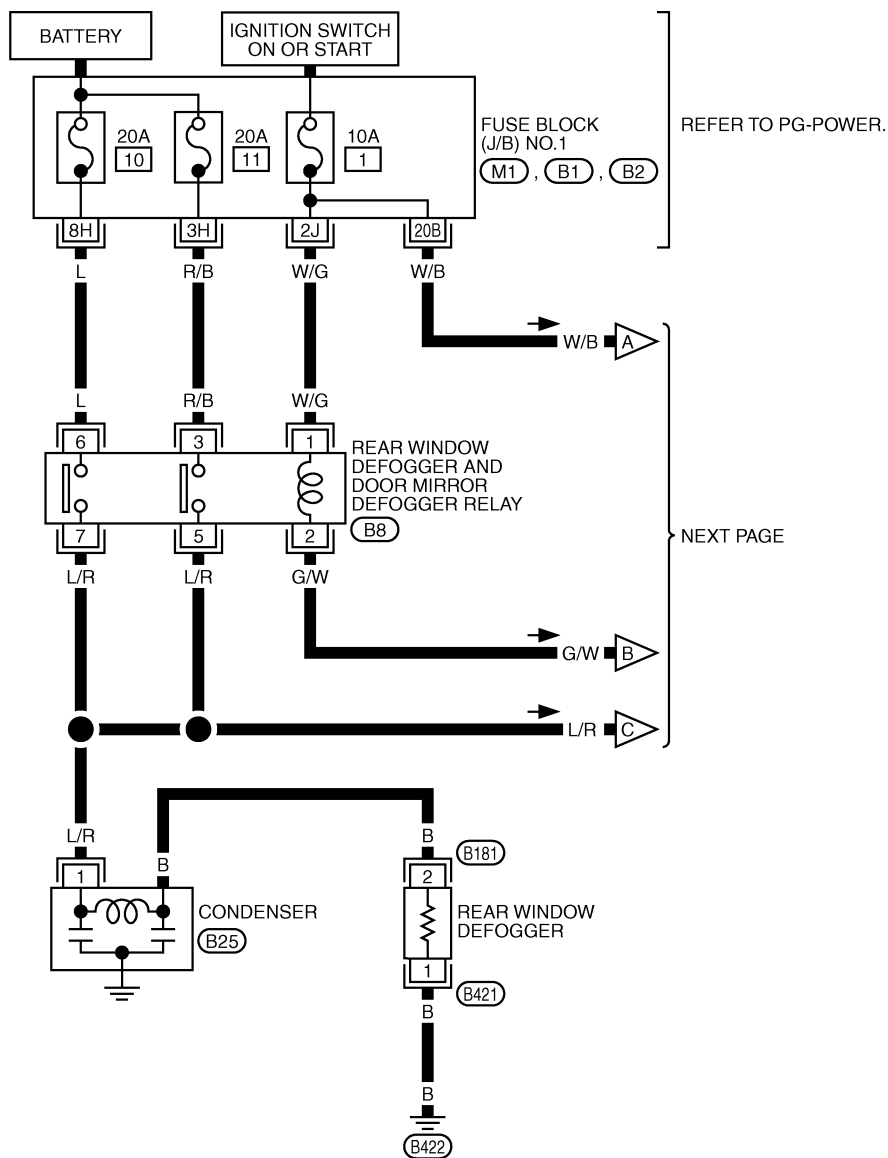 BATTERY
IGNITION SWITCH
ON OR START
20A
10
20A
11
10A
1
FUSE BLOCK
(J/B) NO.1
M1 , B1 , B2
REFER TO PG-POWER.
8H
3H
2J
20B
L
R/B
W/G
W/B
W/B
A
L
R/B
W/G
6
3
1
REAR WINDOW
DEFOGGER AND
DOOR MIRROR
DEFOGGER RELAY
B8
7
5
2
NEXT PAGE
L/R
L/R
G/W
G/W
B
L/R
C
L/R
B
B
B181
1
2
CONDENSER
B25
REAR WINDOW
DEFOGGER
1
B421
B
B
B422